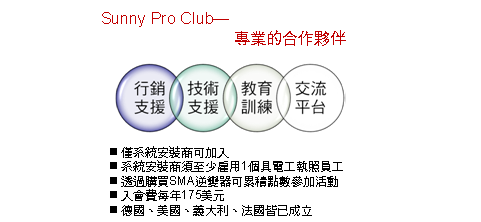 Sunny Pro Club—
專業的合作夥伴
行銷 技術 教育 交流
支援 支援 訓練 平台
■ 僅系統安裝商可加入
■ 系統安裝商須至少雇用1個具電工執照員工
■ 透過購買SMA逆變器可累積點數參加活動
■ 入會費每年175美元
■ 德國、美國、義大利、法國皆已成立